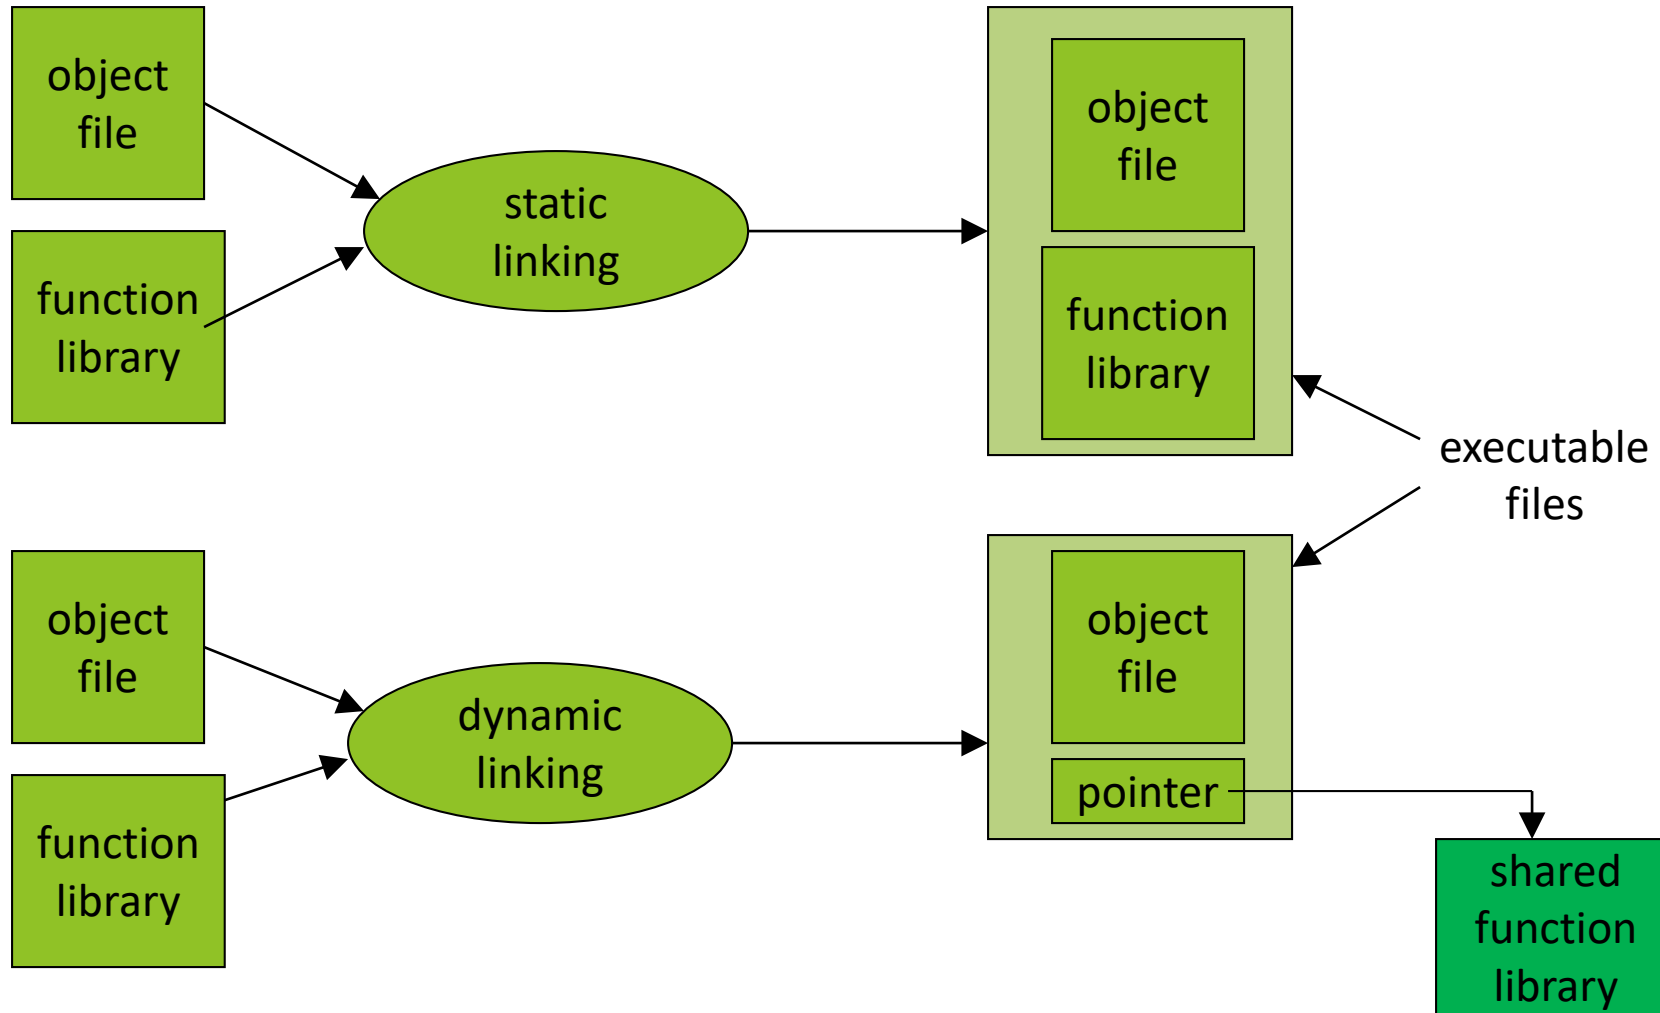 object
file
function
library
static
linking
object
file
function
library
executable
files
object
file
function
library
dynamic
linking
object
file
pointer
shared
function
library